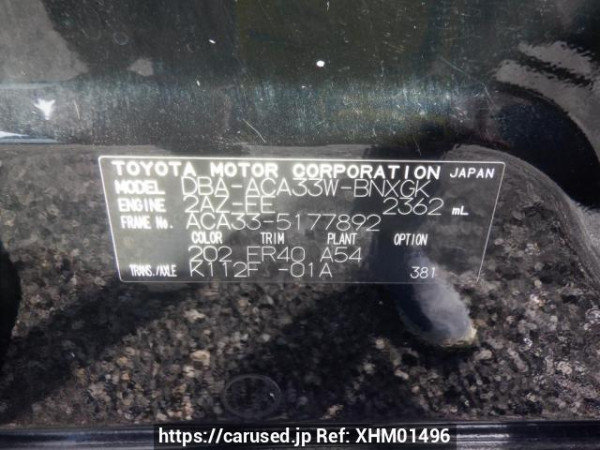 TOYOTA MOTOR CORPORATION JAPAN
MODEL DBA-ACA33W-BNXGK
ENGINE 2AZ-FE 2362 mL
FRAME No. ACA33-5177892
COLOR TRIM PLANT OPTION
202 FR40 A54
TRANS./AXLE K112F -01A 381
https://carused.jp Ref: XHM01496